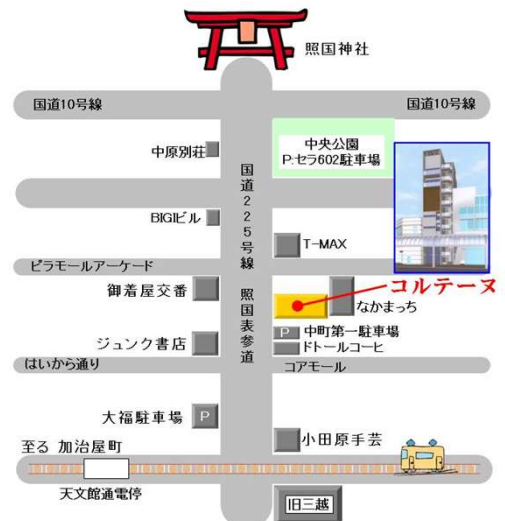 照国神社
国道10号線
国道10号線
中原別荘
中央公園
P:セラ602駐車場
国道225号線
BIGIビル
T-MAX
ピラモールアーケード
御着屋交番
照国表参道
コルテーヌ
なかまっち
P 中町第一駐車場
ジュンク書店
ドトールコーヒ
はいから通り
コアモール
大福駐車場 P
小田原手芸
至る 加治屋町
天文館通電停
旧三越